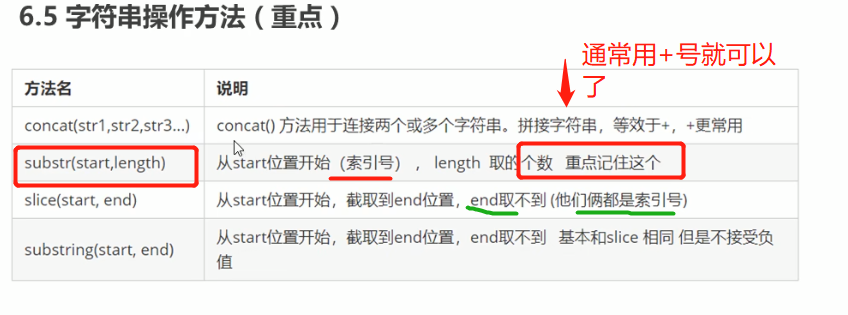 6.5 字符串操作方法（重点）
通常用+号就可以
了
方法名 说明
concat(str1,str2,str3...) concat() 方法用于连接两个或多个字符串。拼接字符串，等效于+，+更常用
substr(start,length) 从start位置开始（索引号），length 取的个数 重点记住这个
slice(start, end) 从start位置开始，截取到end位置，end取不到 (他们俩都是索引号)
substring(start, end) 从start位置开始，截取到end位置，end取不到 基本和slice 相同 但是不接受负
值